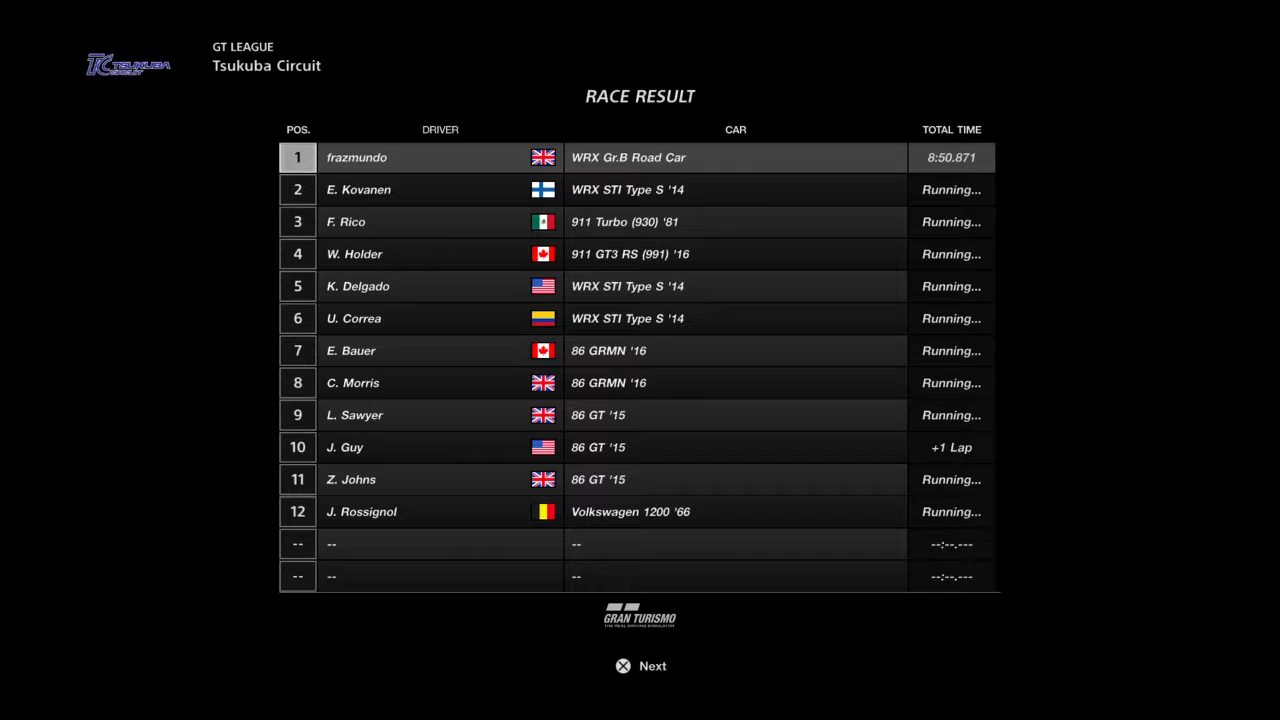 GT LEAGUE
TC TSUKUBA CIRCUIT
Tsukuba Circuit
RACE RESULT
POS. DRIVER CAR TOTAL TIME
1 frazmundo WRX Gr.B Road Car 8:50.871
2 E. Kovanen WRX STI Type S '14 Running...
3 F. Rico 911 Turbo (930) '81 Running...
4 W. Holder 911 GT3 RS (991) '16 Running...
5 K. Delgado WRX STI Type S '14 Running...
6 U. Correa WRX STI Type S '14 Running...
7 E. Bauer 86 GRMN '16 Running...
8 C. Morris 86 GRMN '16 Running...
9 L. Sawyer 86 GT '15 Running...
10 J. Guy 86 GT '15 +1 Lap
11 Z. Johns 86 GT '15 Running...
12 J. Rossignol Volkswagen 1200 '66 Running...
-- -- -- --:--.---
-- -- -- --:--.---
GRAN TURISMO
THE REAL DRIVING SIMULATOR
Next